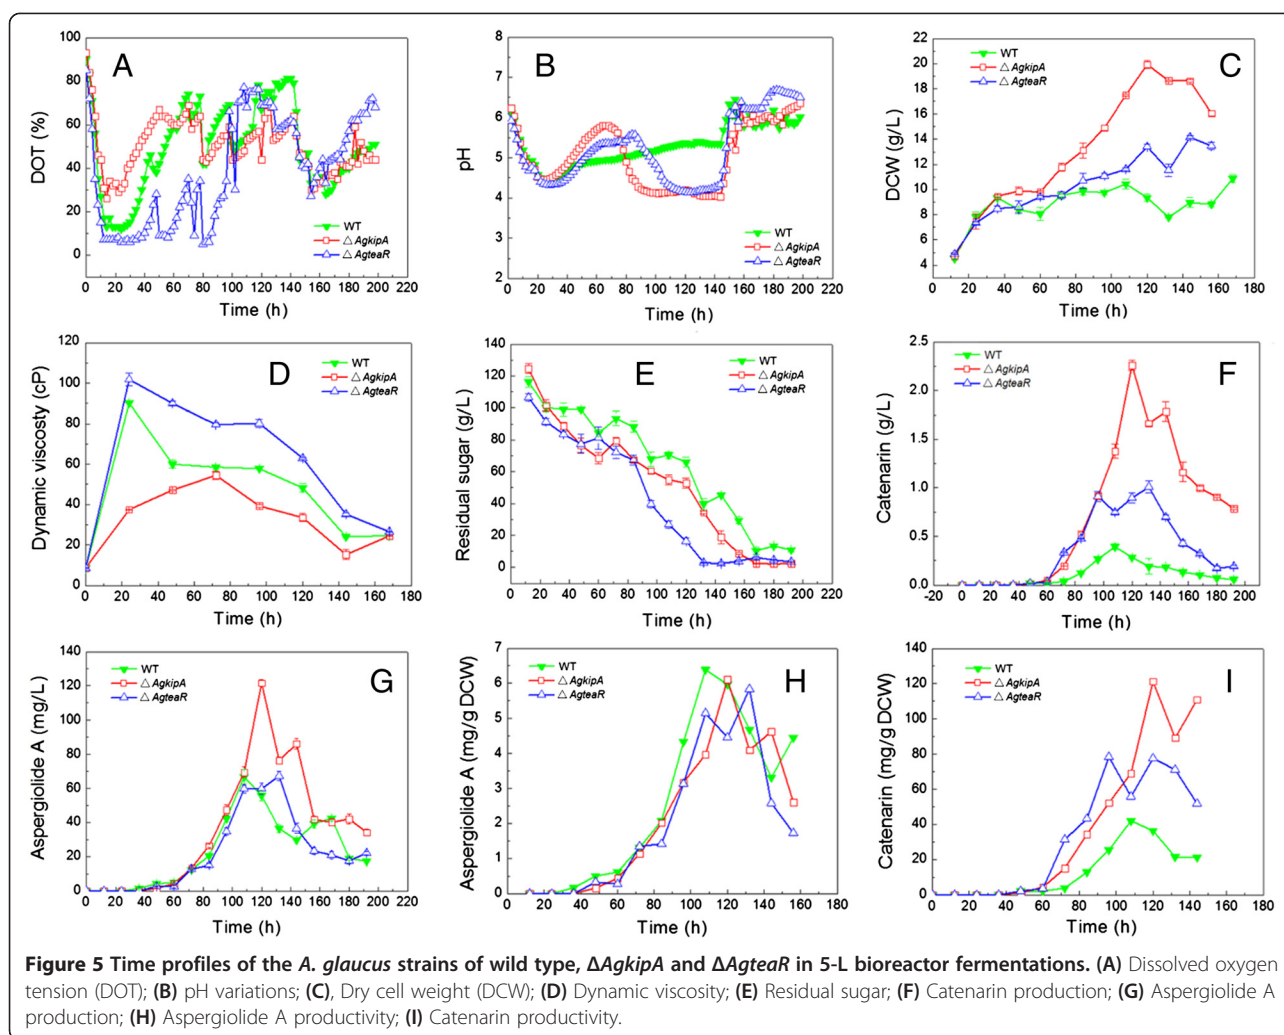 A
DOT (%)
100
80
60
40
20
0
WT
△ AgkipA
△ AgteaR
0 20 40 60 80 100 120 140 160 180 200 220
Time (h)
B
pH
7
6
5
4
3
2
WT
△ AgkipA
△ AgteaR
0 20 40 60 80 100 120 140 160 180 200 220
Time (h)
C
DCW (g/L)
22
20
18
16
14
12
10
8
6
4
WT
△ AgkipA
△ AgteaR
0 20 40 60 80 100 120 140 160 180
Time (h)
D
Dynamic viscosty (cP)
120
100
80
60
40
20
0
WT
△ AgkipA
△ AgteaR
0 20 40 60 80 100 120 140 160 180
Time (h)
E
Residual sugar (g/L)
140
120
100
80
60
40
20
0
WT
△ AgkipA
△ AgteaR
0 20 40 60 80 100 120 140 160 180 200
Time (h)
F
Catenarin (g/L)
2.5
2.0
1.5
1.0
0.5
0.0
WT
△ AgkipA
△ AgteaR
-20 0 20 40 60 80 100 120 140 160 180 200
Time (h)
G
Aspergiolide A (mg/L)
140
120
100
80
60
40
20
0
WT
△ AgkipA
△ AgteaR
0 20 40 60 80 100 120 140 160 180 200 220
Time (h)
H
Aspergiolide A (mg/g DCW)
7
6
5
4
3
2
1
0
WT
△ AgkipA
△ AgteaR
0 20 40 60 80 100 120 140 160 180
Time (h)
I
Catenarin (mg/g DCW)
140
120
100
80
60
40
20
0
WT
△ AgkipA
△ AgteaR
0 20 40 60 80 100 120 140 160 180
Time (h)
Figure 5 Time profiles of the A. glaucus strains of wild type, ΔAgkipA and ΔAgteaR in 5-L bioreactor fermentations. (A) Dissolved oxygen
tension (DOT); (B) pH variations; (C), Dry cell weight (DCW); (D) Dynamic viscosity; (E) Residual sugar; (F) Catenarin production; (G) Aspergiolide A
production; (H) Aspergiolide A productivity; (I) Catenarin productivity.